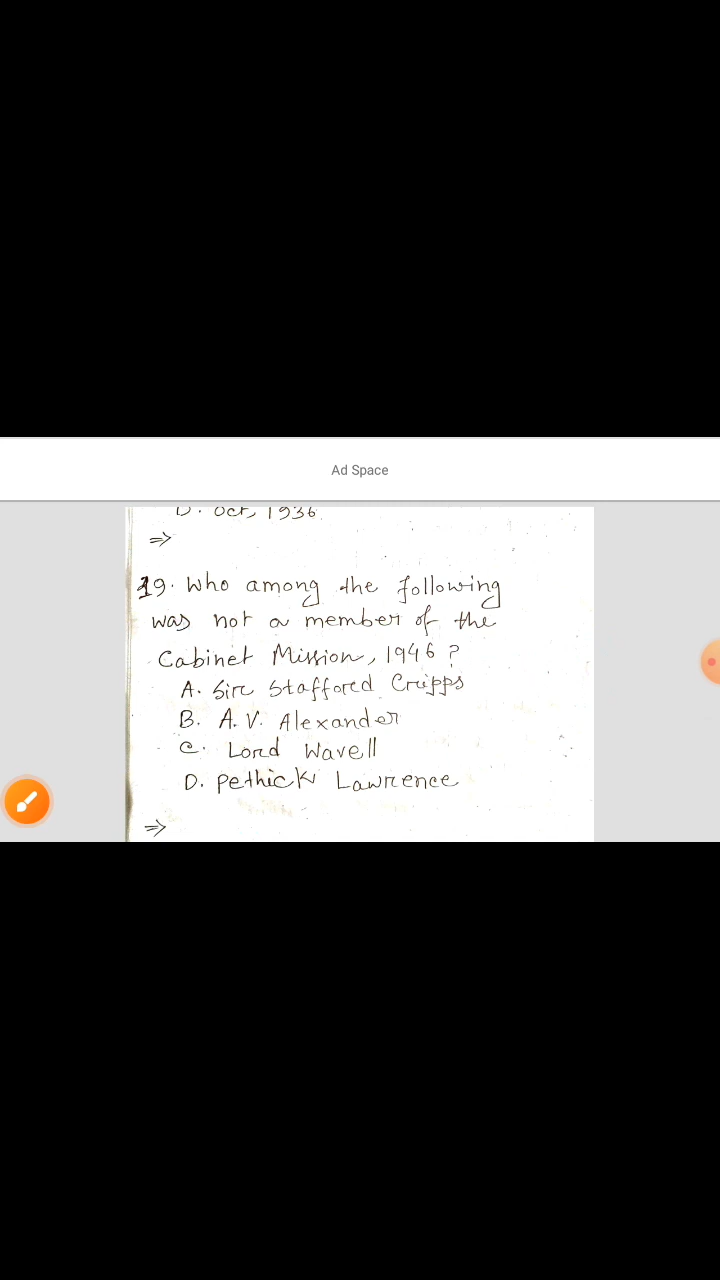 Ad Space
D. Oct, 1936
⇒
19. Who among the following
was not a member of the
Cabinet Mission, 1946 ?
A. Sir Staffored Cripps
B. A.V. Alexander
C. Lord Wavell
D. Pethick Lawrence
⇒